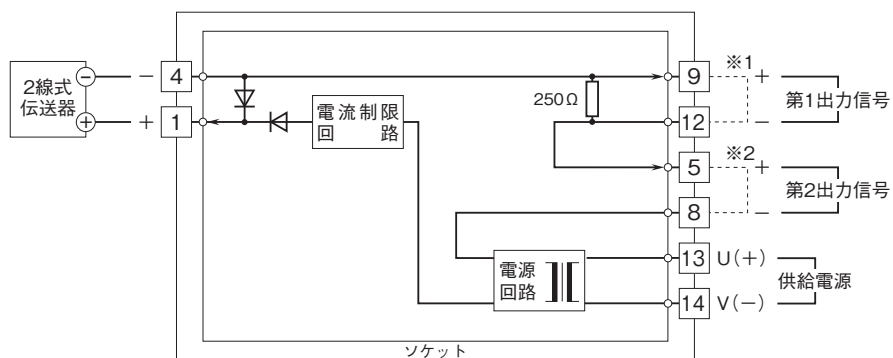 2線式
伝送器
−
+
−
+
4
1
電流制限
回 路
250Ω
9
12
5
8
13
14
※1
+
−
第1出力信号
※2
+
−
第2出力信号
電源
回路
U(+)
V(−)
供給電源
ソケット